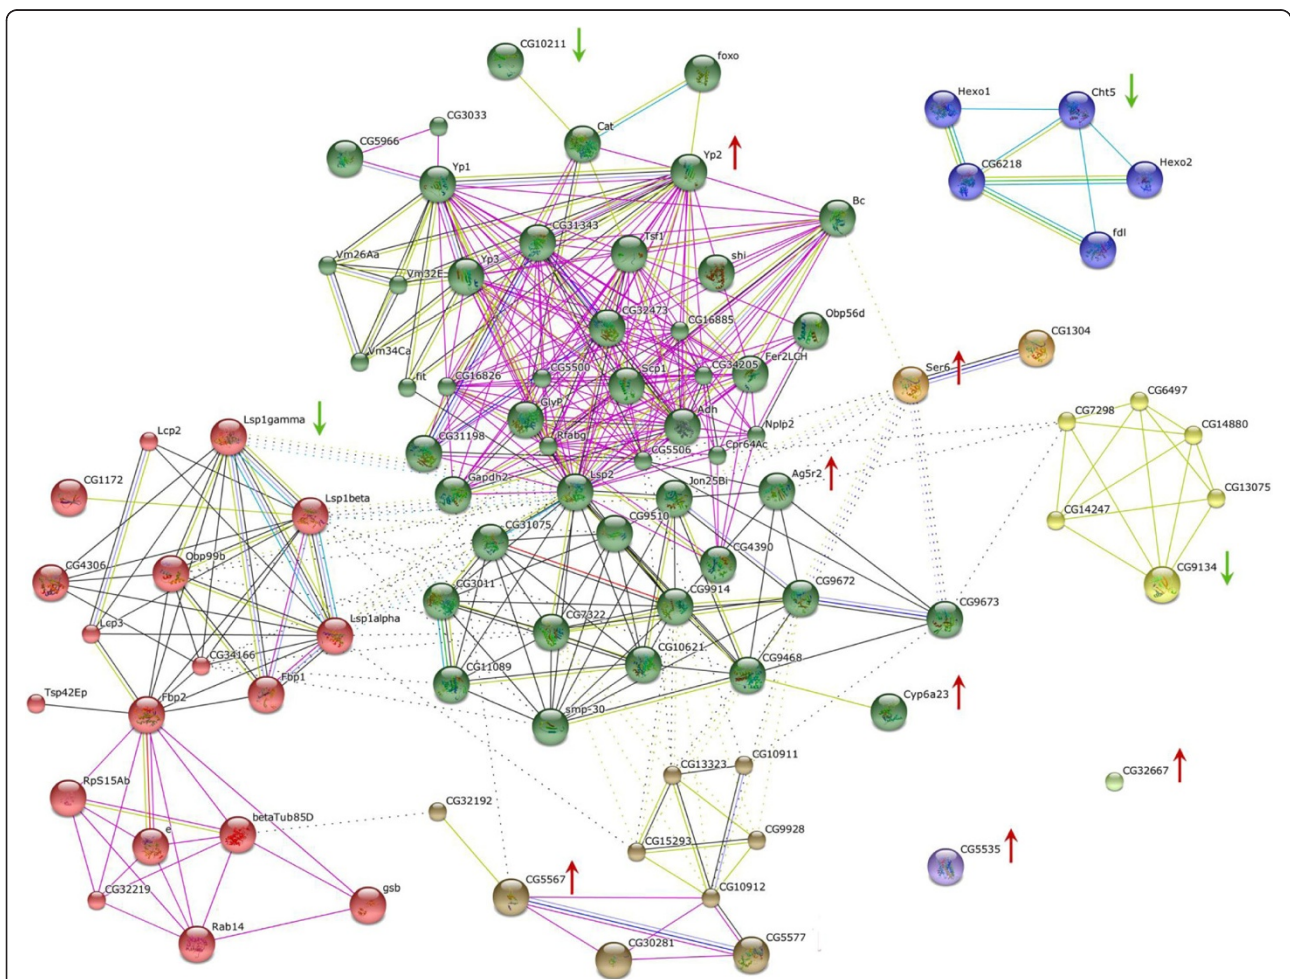 CG10211
foxo
Hexo1
Cht5
CG3033
Cat
CG5966
Yp2
Yp1
CG6218
Hexo2
Bc
CG31343
Tsf1
fdl
Vm26Aa
Yp3
shi
Vm32E
CG32473
CG16885
Obp56d
CG1304
Vm34Ca
Fer2LCH
Ser6
fit
CG16826
CG5500
Scp1
CG34205
CG6497
GlyP
Adh
CG7298
Lsp1gamma
Nplp2
CG14880
Lcp2
CG31198
Rfabg
CG5506
Cpr64Ac
CG1172
Gapdh2
Lsp2
Jon25Bi
Ag5r2
CG13075
Lsp1beta
CG14247
CG31075
CG9510
CG4390
Obp99b
CG9134
CG4306
CG3011
CG9914
CG9672
CG9673
Lcp3
Lsp1alpha
CG7322
CG34166
CG10621
CG11089
CG9468
Fbp1
Tsp42Ep
Fbp2
smp-30
Cyp6a23
CG10911
CG13323
CG32667
RpS15Ab
CG32192
betaTub85D
e
CG9928
CG15293
CG5535
CG5567
CG32219
gsb
CG10912
Rab14
CG30281
CG5577